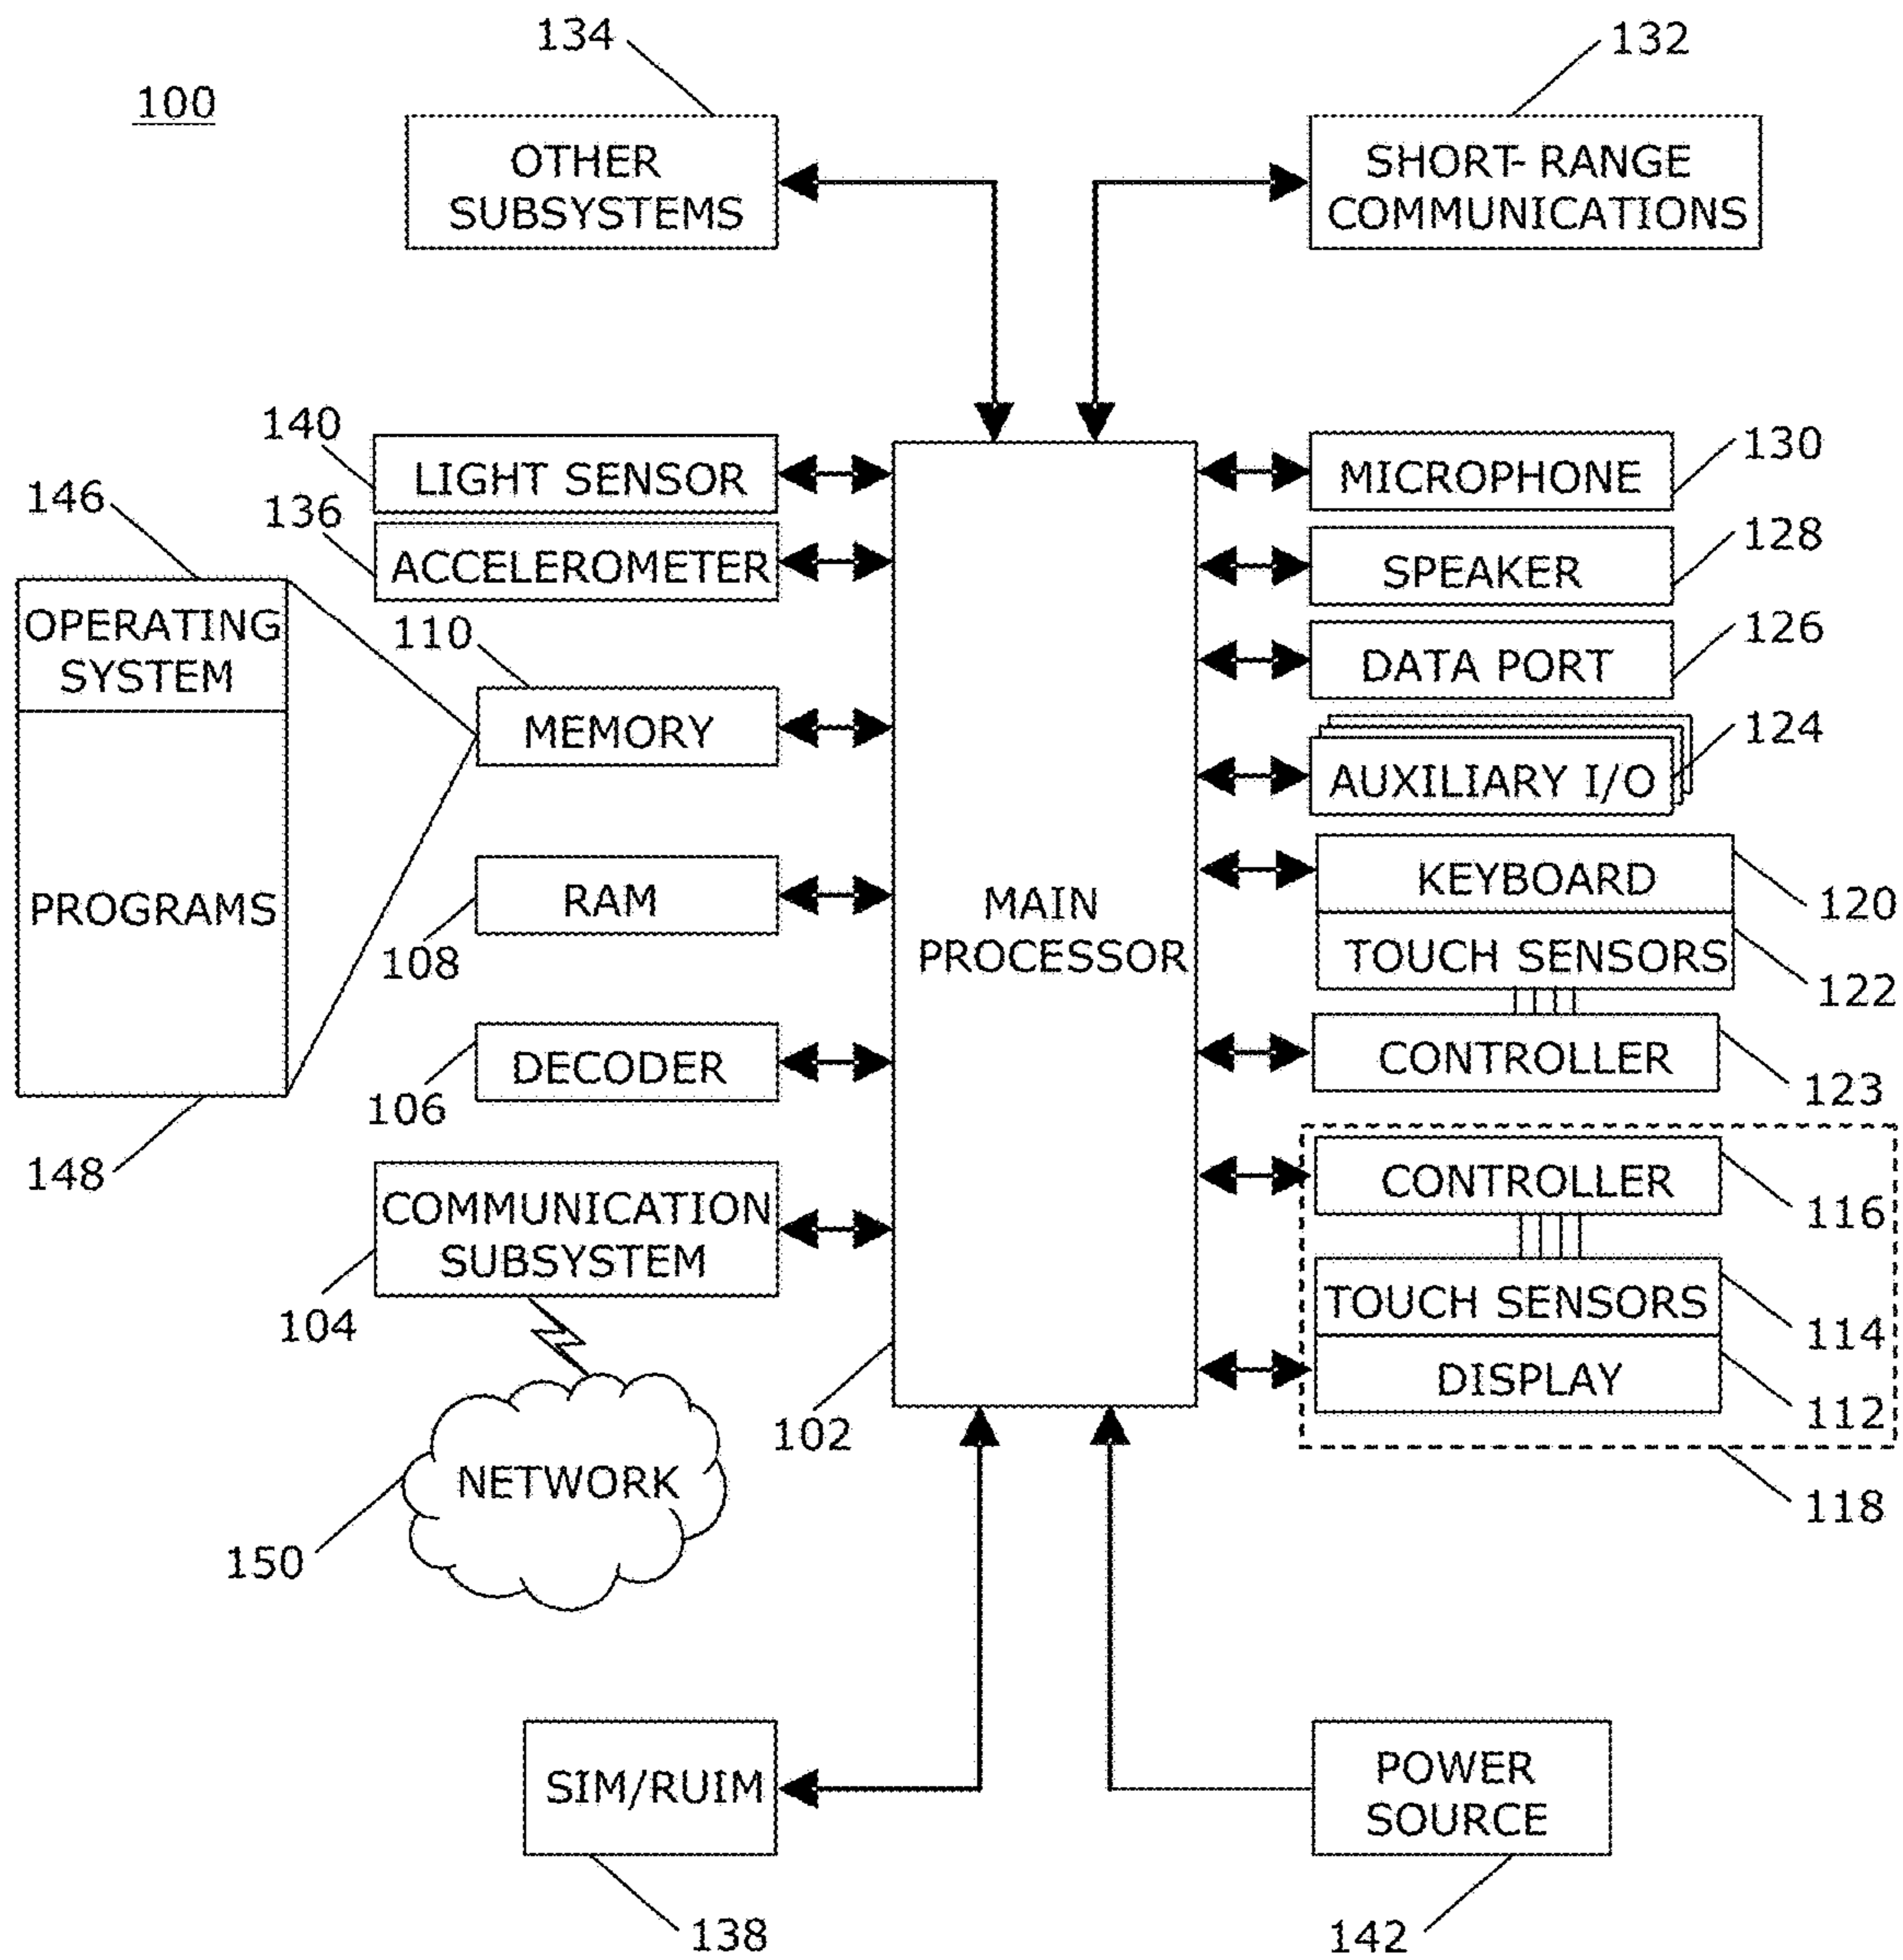 134
132
100
OTHER
SUBSYSTEMS
SHORT-RANGE
COMMUNICATIONS
140
LIGHT SENSOR
146
136
ACCELEROMETER
OPERATING
SYSTEM
110
MEMORY
PROGRAMS
RAM
108
DECODER
106
148
COMMUNICATION
SUBSYSTEM
104
NETWORK
150
MAIN
PROCESSOR
102
MICROPHONE
130
SPEAKER
128
DATA PORT
126
AUXILIARY I/O
124
KEYBOARD
120
TOUCH SENSORS
122
CONTROLLER
123
CONTROLLER
116
TOUCH SENSORS
114
DISPLAY
112
118
SIM/RUIM
138
POWER
SOURCE
142